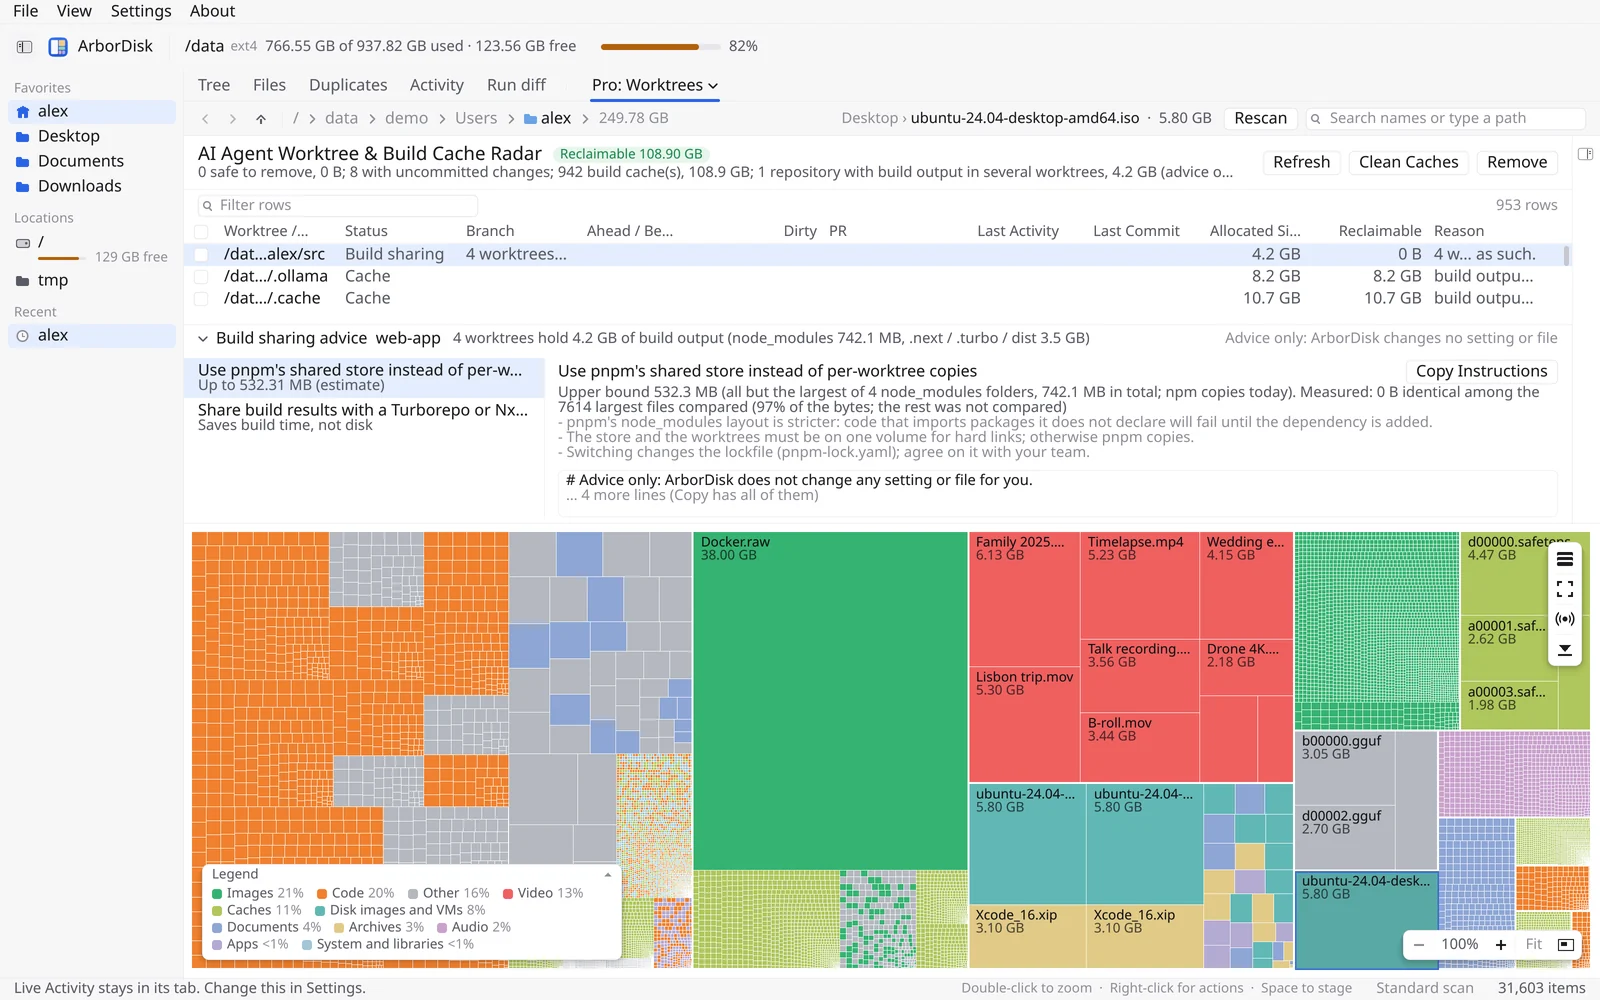 File View Settings About
ArborDisk
/data ext4 766.55 GB of 937.82 GB used · 123.56 GB free 82%
Favorites
alex
Desktop
Documents
Downloads
Locations
/
129 GB free
tmp
Recent
alex
Tree Files Duplicates Activity Run diff Pro: Worktrees
/ > data > demo > Users > alex > 249.78 GB
Desktop › ubuntu-24.04-desktop-amd64.iso · 5.80 GB
Rescan
Search names or type a path
AI Agent Worktree & Build Cache Radar Reclaimable 108.90 GB
0 safe to remove, 0 B; 8 with uncommitted changes; 942 build cache(s), 108.9 GB; 1 repository with build output in several worktrees, 4.2 GB (advice o...
Refresh Clean Caches Remove
Filter rows
953 rows
Worktree /... Status Branch Ahead / Be... Dirty PR Last Activity Last Commit Allocated Si... Reclaimable Reason
/dat...alex/src Build sharing 4 worktrees... 4.2 GB 0 B 4 w... as such.
/dat.../.ollama Cache 8.2 GB 8.2 GB build outpu...
/dat.../.cache Cache 10.7 GB 10.7 GB build outpu...
Build sharing advice web-app 4 worktrees hold 4.2 GB of build output (node_modules 742.1 MB, .next / .turbo / dist 3.5 GB)
Advice only: ArborDisk changes no setting or file
Use pnpm's shared store instead of per-w...
Up to 532.31 MB (estimate)
Share build results with a Turborepo or Nx...
Saves build time, not disk
Use pnpm's shared store instead of per-worktree copies
Copy Instructions
Upper bound 532.3 MB (all but the largest of 4 node_modules folders, 742.1 MB in total; npm copies today). Measured: 0 B identical among the
7614 largest files compared (97% of the bytes; the rest was not compared)
- pnpm's node_modules layout is stricter: code that imports packages it does not declare will fail until the dependency is added.
- The store and the worktrees must be on one volume for hard links; otherwise pnpm copies.
- Switching changes the lockfile (pnpm-lock.yaml); agree on it with your team.
# Advice only: ArborDisk does not change any setting or file for you.
... 4 more lines (Copy has all of them)
Docker.raw
38.00 GB
Family 2025....
6.13 GB
Timelapse.mp4
5.23 GB
Wedding e...
4.15 GB
Lisbon trip.mov
5.30 GB
Talk recording....
3.56 GB
Drone 4K....
2.18 GB
B-roll.mov
3.44 GB
ubuntu-24.04-...
5.80 GB
ubuntu-24.04-...
5.80 GB
Xcode_16.xip
3.10 GB
Xcode_16.xip
3.10 GB
d00000.safetens
4.47 GB
a00001.saf...
2.62 GB
a00003.saf...
1.98 GB
b00000.gguf
3.05 GB
d00002.gguf
2.70 GB
ubuntu-24.04-desk...
5.80 GB
Legend
Images 21% Code 20% Other 16% Video 13%
Caches 11% Disk images and VMs 8%
Documents 4% Archives 3% Audio 2%
Apps <1% System and libraries <1%
− 100% + Fit
Live Activity stays in its tab. Change this in Settings.
Double-click to zoom · Right-click for actions · Space to stage
Standard scan
31,603 items